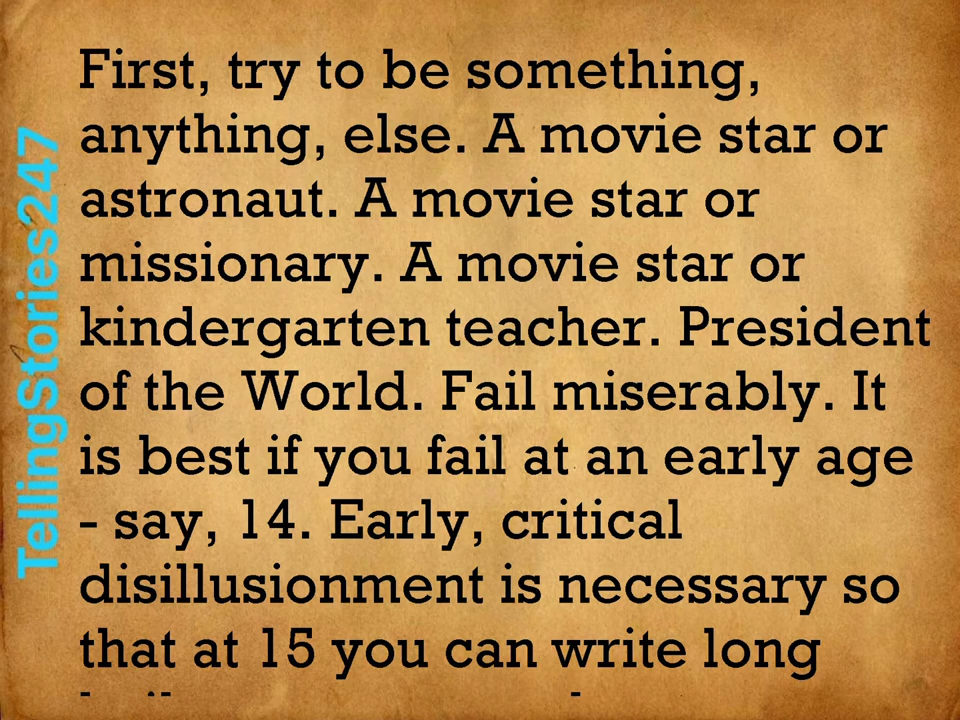 TellingStories247
First, try to be something,
anything, else. A movie star or
astronaut. A movie star or
missionary. A movie star or
kindergarten teacher. President
of the World. Fail miserably. It
is best if you fail at an early age
- say, 14. Early, critical
disillusionment is necessary so
that at 15 you can write long